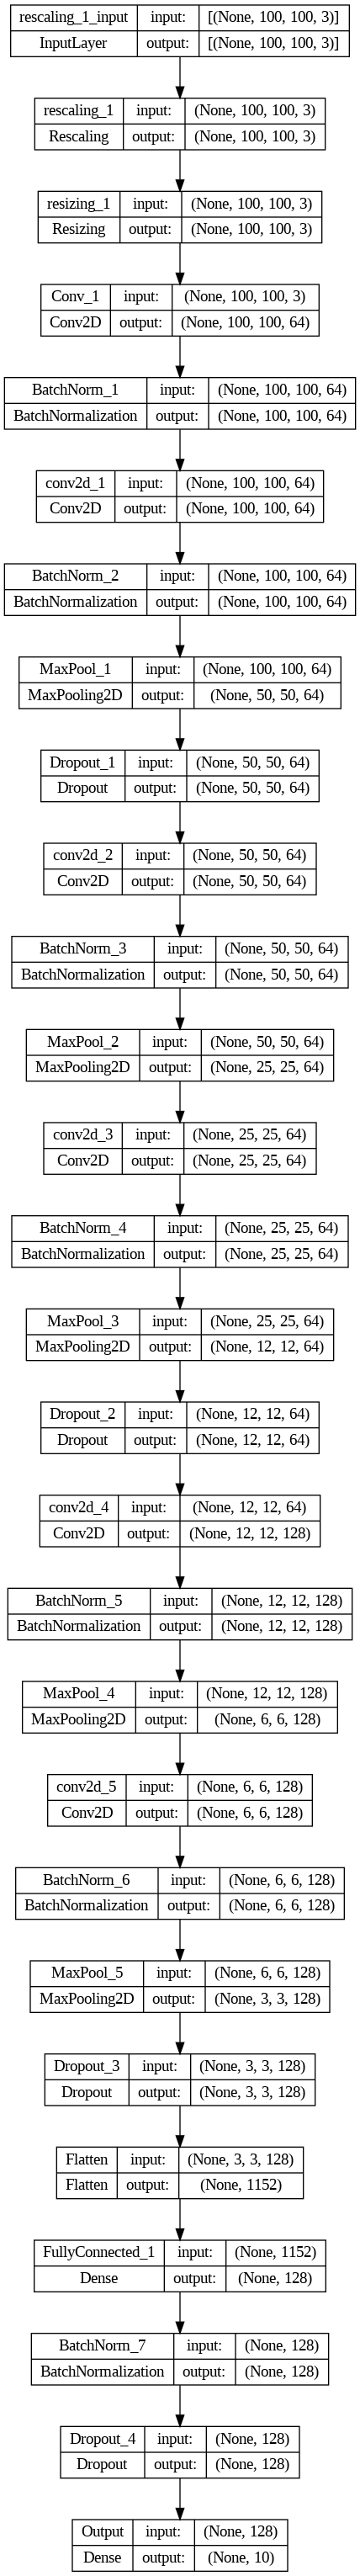 rescaling_1_input input: [(None, 100, 100, 3)]
InputLayer output: [(None, 100, 100, 3)]
rescaling_1 input: (None, 100, 100, 3)
Rescaling output: (None, 100, 100, 3)
resizing_1 input: (None, 100, 100, 3)
Resizing output: (None, 100, 100, 3)
Conv_1 input: (None, 100, 100, 3)
Conv2D output: (None, 100, 100, 64)
BatchNorm_1 input: (None, 100, 100, 64)
BatchNormalization output: (None, 100, 100, 64)
conv2d_1 input: (None, 100, 100, 64)
Conv2D output: (None, 100, 100, 64)
BatchNorm_2 input: (None, 100, 100, 64)
BatchNormalization output: (None, 100, 100, 64)
MaxPool_1 input: (None, 100, 100, 64)
MaxPooling2D output: (None, 50, 50, 64)
Dropout_1 input: (None, 50, 50, 64)
Dropout output: (None, 50, 50, 64)
conv2d_2 input: (None, 50, 50, 64)
Conv2D output: (None, 50, 50, 64)
BatchNorm_3 input: (None, 50, 50, 64)
BatchNormalization output: (None, 50, 50, 64)
MaxPool_2 input: (None, 50, 50, 64)
MaxPooling2D output: (None, 25, 25, 64)
conv2d_3 input: (None, 25, 25, 64)
Conv2D output: (None, 25, 25, 64)
BatchNorm_4 input: (None, 25, 25, 64)
BatchNormalization output: (None, 25, 25, 64)
MaxPool_3 input: (None, 25, 25, 64)
MaxPooling2D output: (None, 12, 12, 64)
Dropout_2 input: (None, 12, 12, 64)
Dropout output: (None, 12, 12, 64)
conv2d_4 input: (None, 12, 12, 64)
Conv2D output: (None, 12, 12, 128)
BatchNorm_5 input: (None, 12, 12, 128)
BatchNormalization output: (None, 12, 12, 128)
MaxPool_4 input: (None, 12, 12, 128)
MaxPooling2D output: (None, 6, 6, 128)
conv2d_5 input: (None, 6, 6, 128)
Conv2D output: (None, 6, 6, 128)
BatchNorm_6 input: (None, 6, 6, 128)
BatchNormalization output: (None, 6, 6, 128)
MaxPool_5 input: (None, 6, 6, 128)
MaxPooling2D output: (None, 3, 3, 128)
Dropout_3 input: (None, 3, 3, 128)
Dropout output: (None, 3, 3, 128)
Flatten input: (None, 3, 3, 128)
Flatten output: (None, 1152)
FullyConnected_1 input: (None, 1152)
Dense output: (None, 128)
BatchNorm_7 input: (None, 128)
BatchNormalization output: (None, 128)
Dropout_4 input: (None, 128)
Dropout output: (None, 128)
Output input: (None, 128)
Dense output: (None, 10)